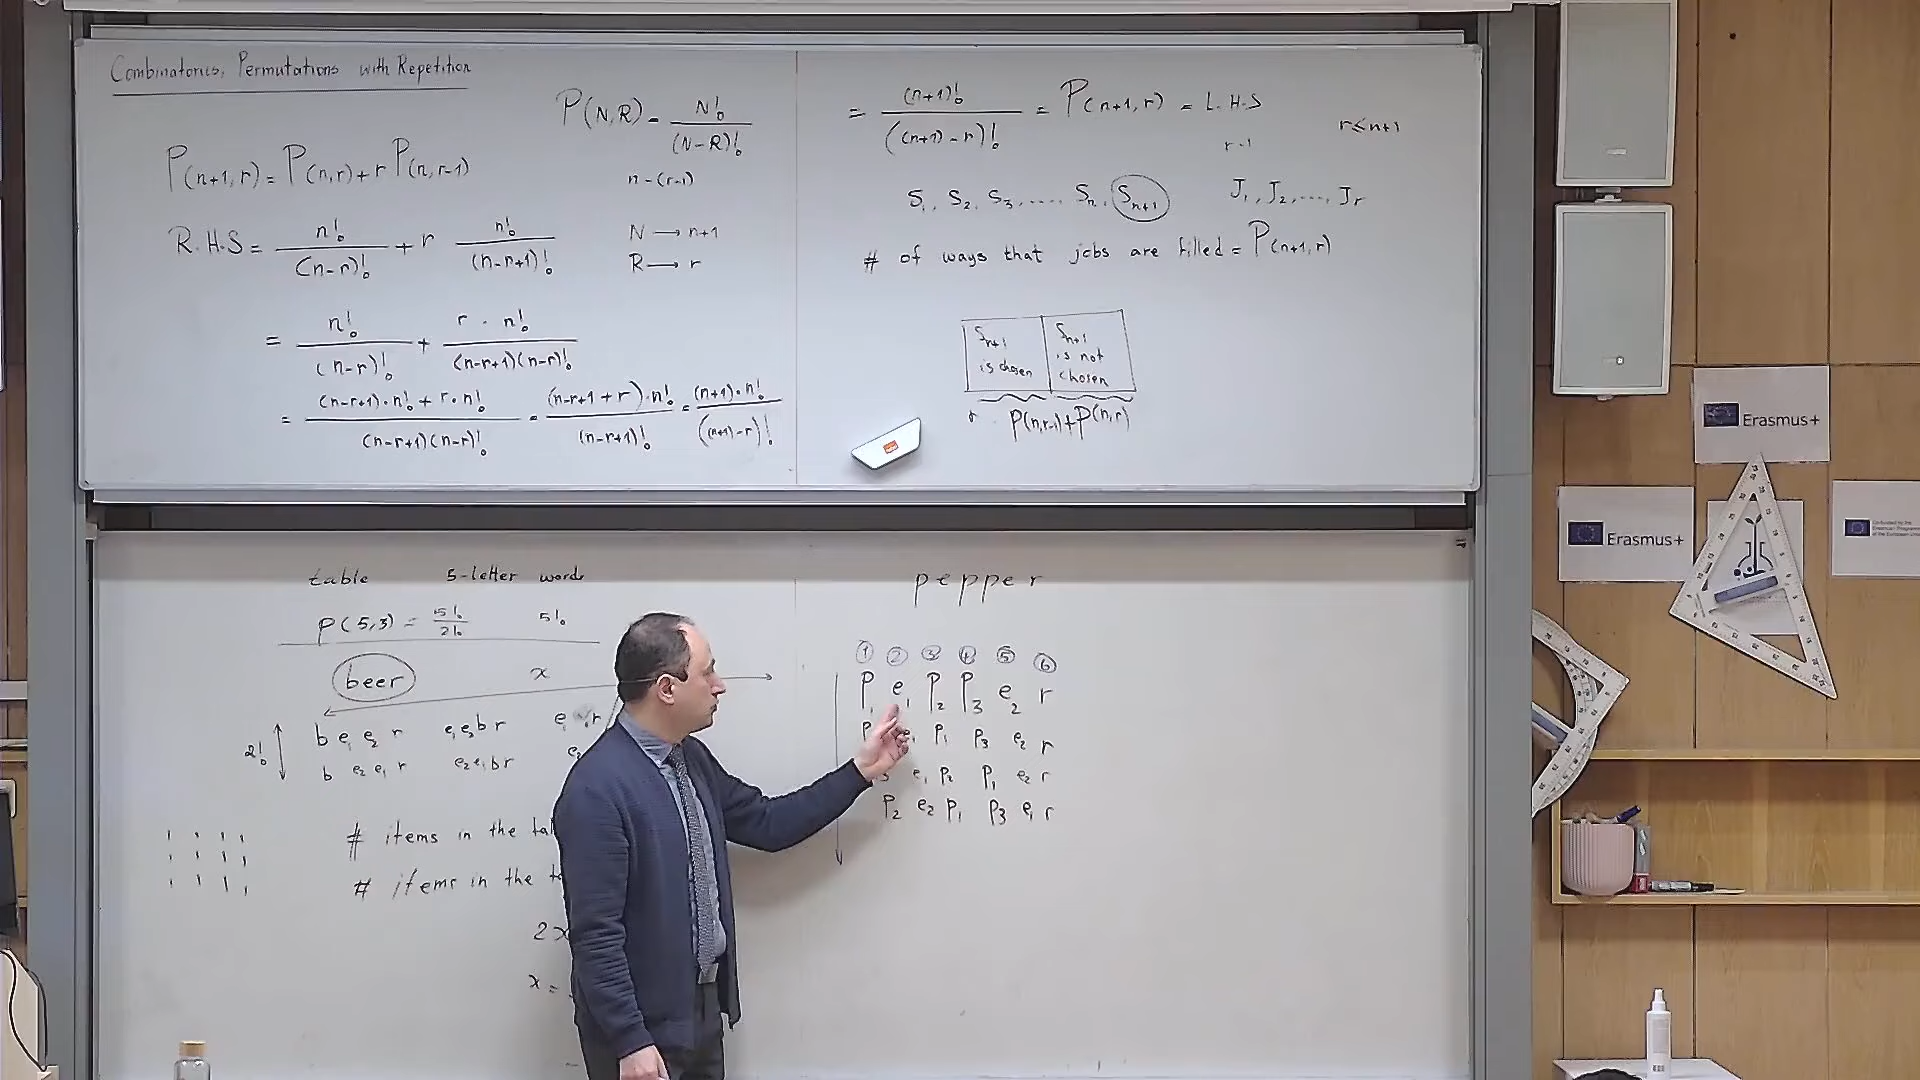 Combinatorics, Permutations with Repetition
P(N,R) = N! / (N-R)!
P(n+1,r) = P(n,r) + r P(n,r-1)
n-(r-1)
R.H.S = n! / (n-r)! + r n! / (n-r+1)!
N → n+1
R → r
= n! / (n-r)! + r · n! / (n-r+1)(n-r)!
= (n-r+1)·n! + r·n! / (n-r+1)(n-r)! = (n-r+1+r)·n! / (n-r+1)! = (n+1)·n! / ((n+1)-r)!
= (n+1)! / ((n+1)-r)! = P(n+1,r) = L.H.S
r≤n+1
r-1
S1, S2, S3, ...., Sn, Sn+1
J1, J2, ..., Jr
# of ways that jobs are filled = P(n+1,r)
Sn+1 is chosen
Sn+1 is not chosen
r · P(n,r-1) + P(n,r)
Erasmus+
Erasmus+
table 5-letter words
P(5,3) = 5!/2! 5!
beer x
2!
b e1 e2 r e1e2br
b e2 e1 r e2e1br
# items in the
# items in the
2x
x =
pepper
1 2 3 4 5 6
P1 e1 P2 P3 e2 r
P1 P3 e2 r
e1 P2 P1 e2 r
P2 e2 P1 P3 e1 r